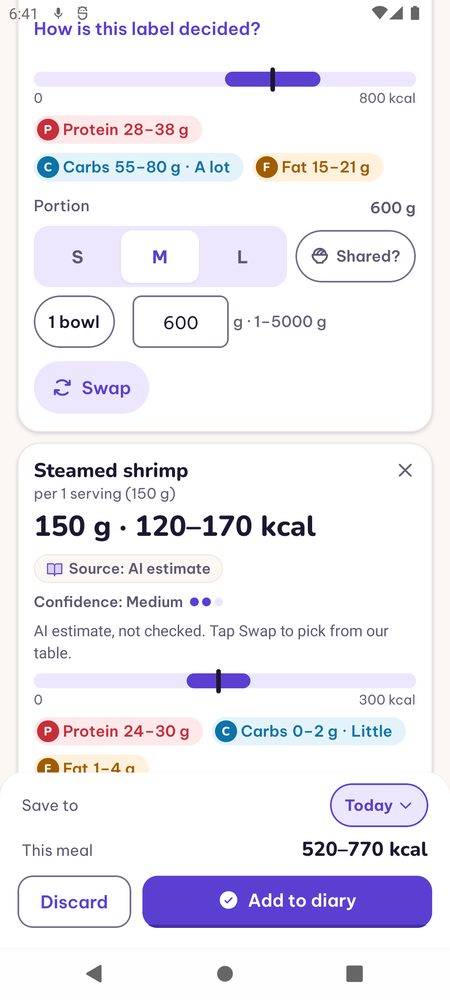 6:41
How is this label decided?
0 800 kcal
P Protein 28–38 g
C Carbs 55–80 g · A lot F Fat 15–21 g
Portion 600 g
S M L Shared?
1 bowl 600 g · 1–5000 g
Swap
Steamed shrimp
per 1 serving (150 g)
150 g · 120–170 kcal
Source: AI estimate
Confidence: Medium
AI estimate, not checked. Tap Swap to pick from our
table.
0 300 kcal
P Protein 24–30 g C Carbs 0–2 g · Little
F Fat 1–4 g
Save to Today
This meal 520–770 kcal
Discard Add to diary